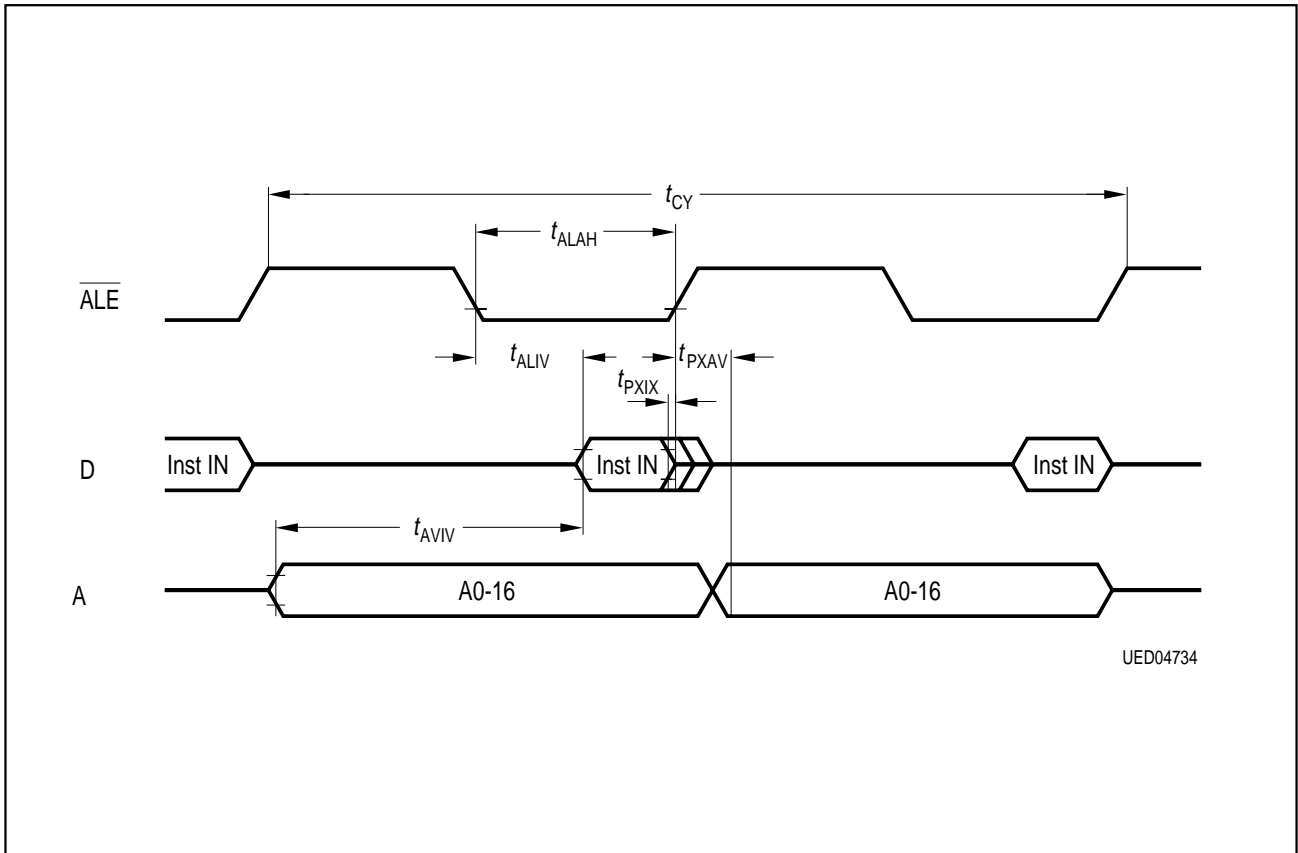 tCY
tALAH
ALE
tALIV
tPXAV
tPXIX
D
Inst IN
Inst IN
Inst IN
tAVIV
A
A0-16
A0-16
UED04734